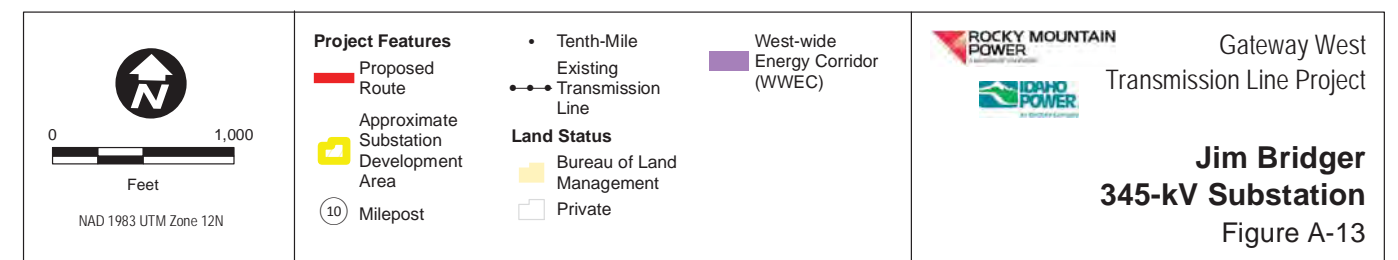 N
0 1,000
Feet
NAD 1983 UTM Zone 12N
Project Features
Proposed
Route
Approximate
Substation
Development
Area
10 Milepost
Tenth-Mile
Existing
Transmission
Line
Land Status
Bureau of Land
Management
Private
West-wide
Energy Corridor
(WWEC)
ROCKY MOUNTAIN
POWER
IDAHO
POWER
Gateway West
Transmission Line Project
Jim Bridger
345-kV Substation
Figure A-13